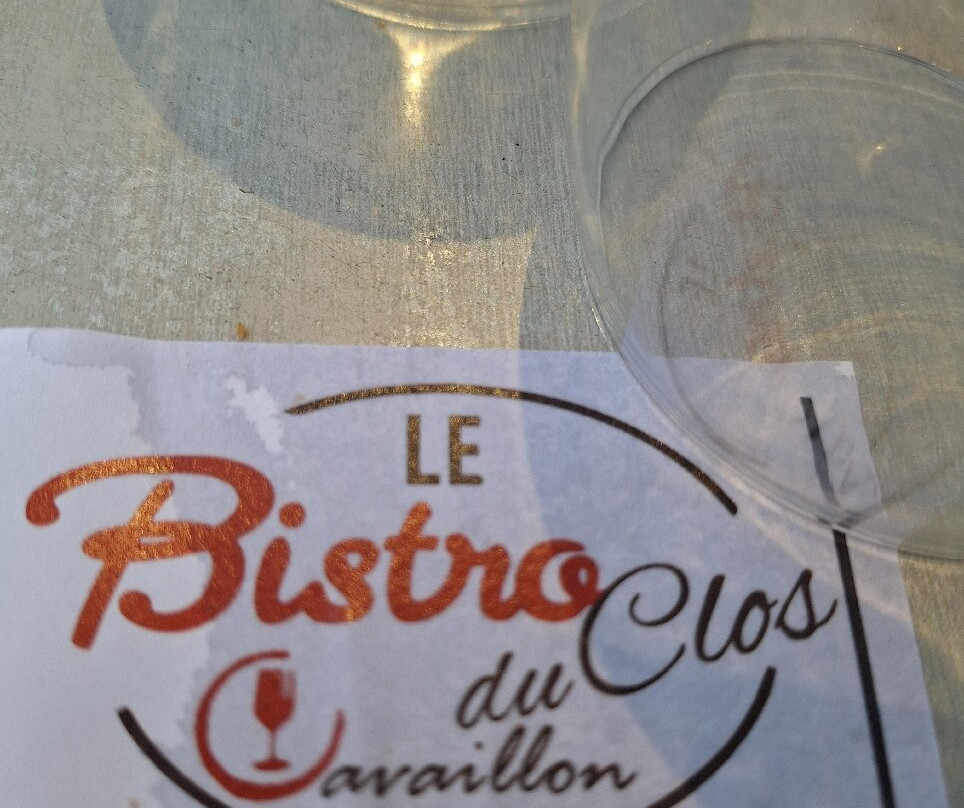 LE
Bistro
du Clos
Cavaillon